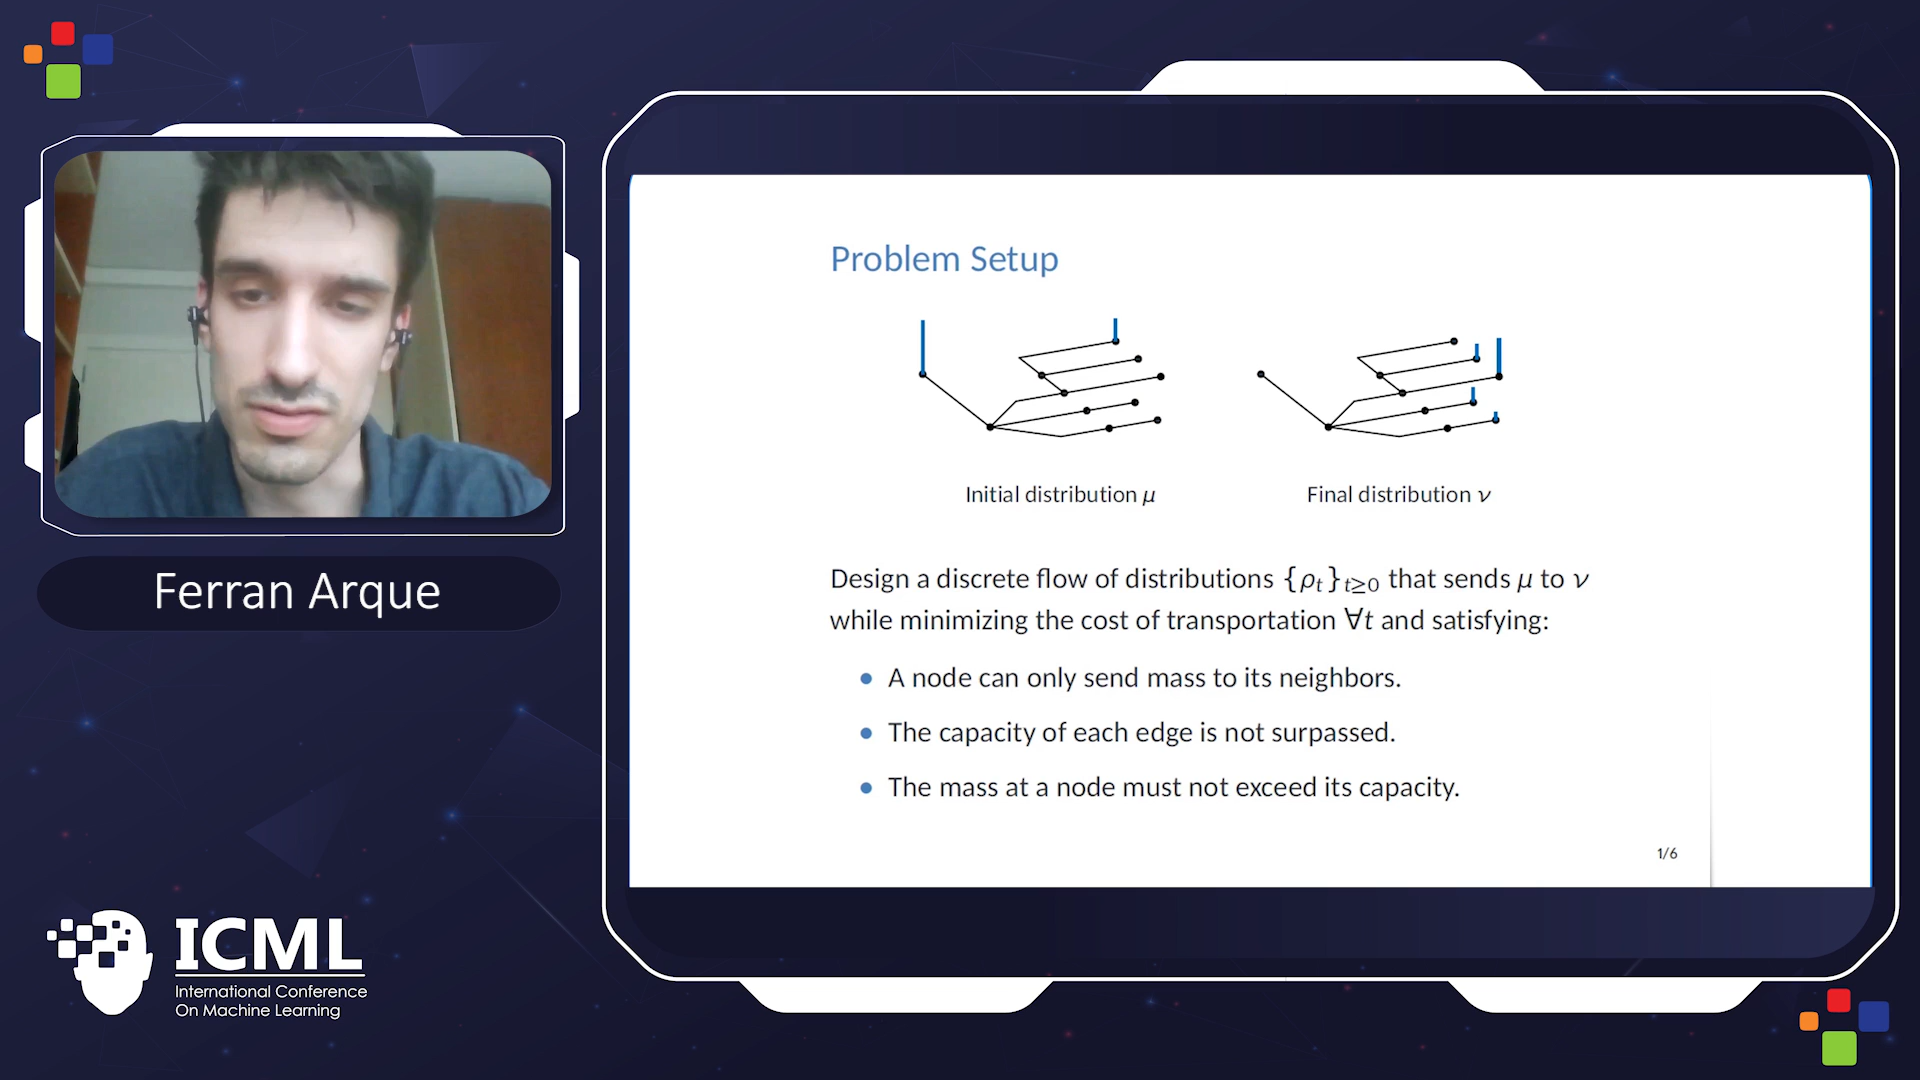 Ferran Arque
ICML
International Conference
On Machine Learning
Problem Setup
Initial distribution μ
Final distribution ν
Design a discrete flow of distributions {ρt}t≥0 that sends μ to ν
while minimizing the cost of transportation ∀t and satisfying:
• A node can only send mass to its neighbors.
• The capacity of each edge is not surpassed.
• The mass at a node must not exceed its capacity.
1/6